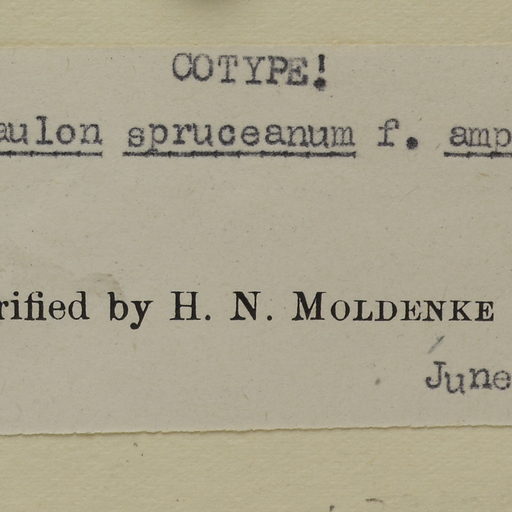 COTYPE!
aulon spruceanum f. amp
rified by H. N. MOLDENKE
June